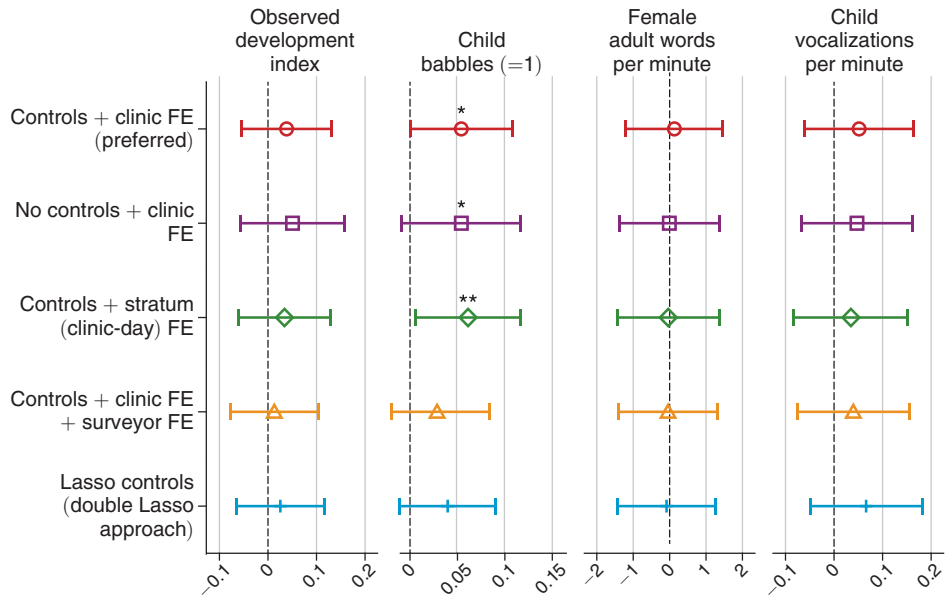 Observed
development
index
Child
babbles (=1)
Female
adult words
per minute
Child
vocalizations
per minute
Controls + clinic FE
(preferred)
*
No controls + clinic
FE
*
Controls + stratum
(clinic-day) FE
**
Controls + clinic FE
+ surveyor FE
Lasso controls
(double Lasso
approach)
−0.1 0 0.1 0.2
0 0.05 0.1 0.15
−2 −1 0 1 2
−0.1 0 0.1 0.2